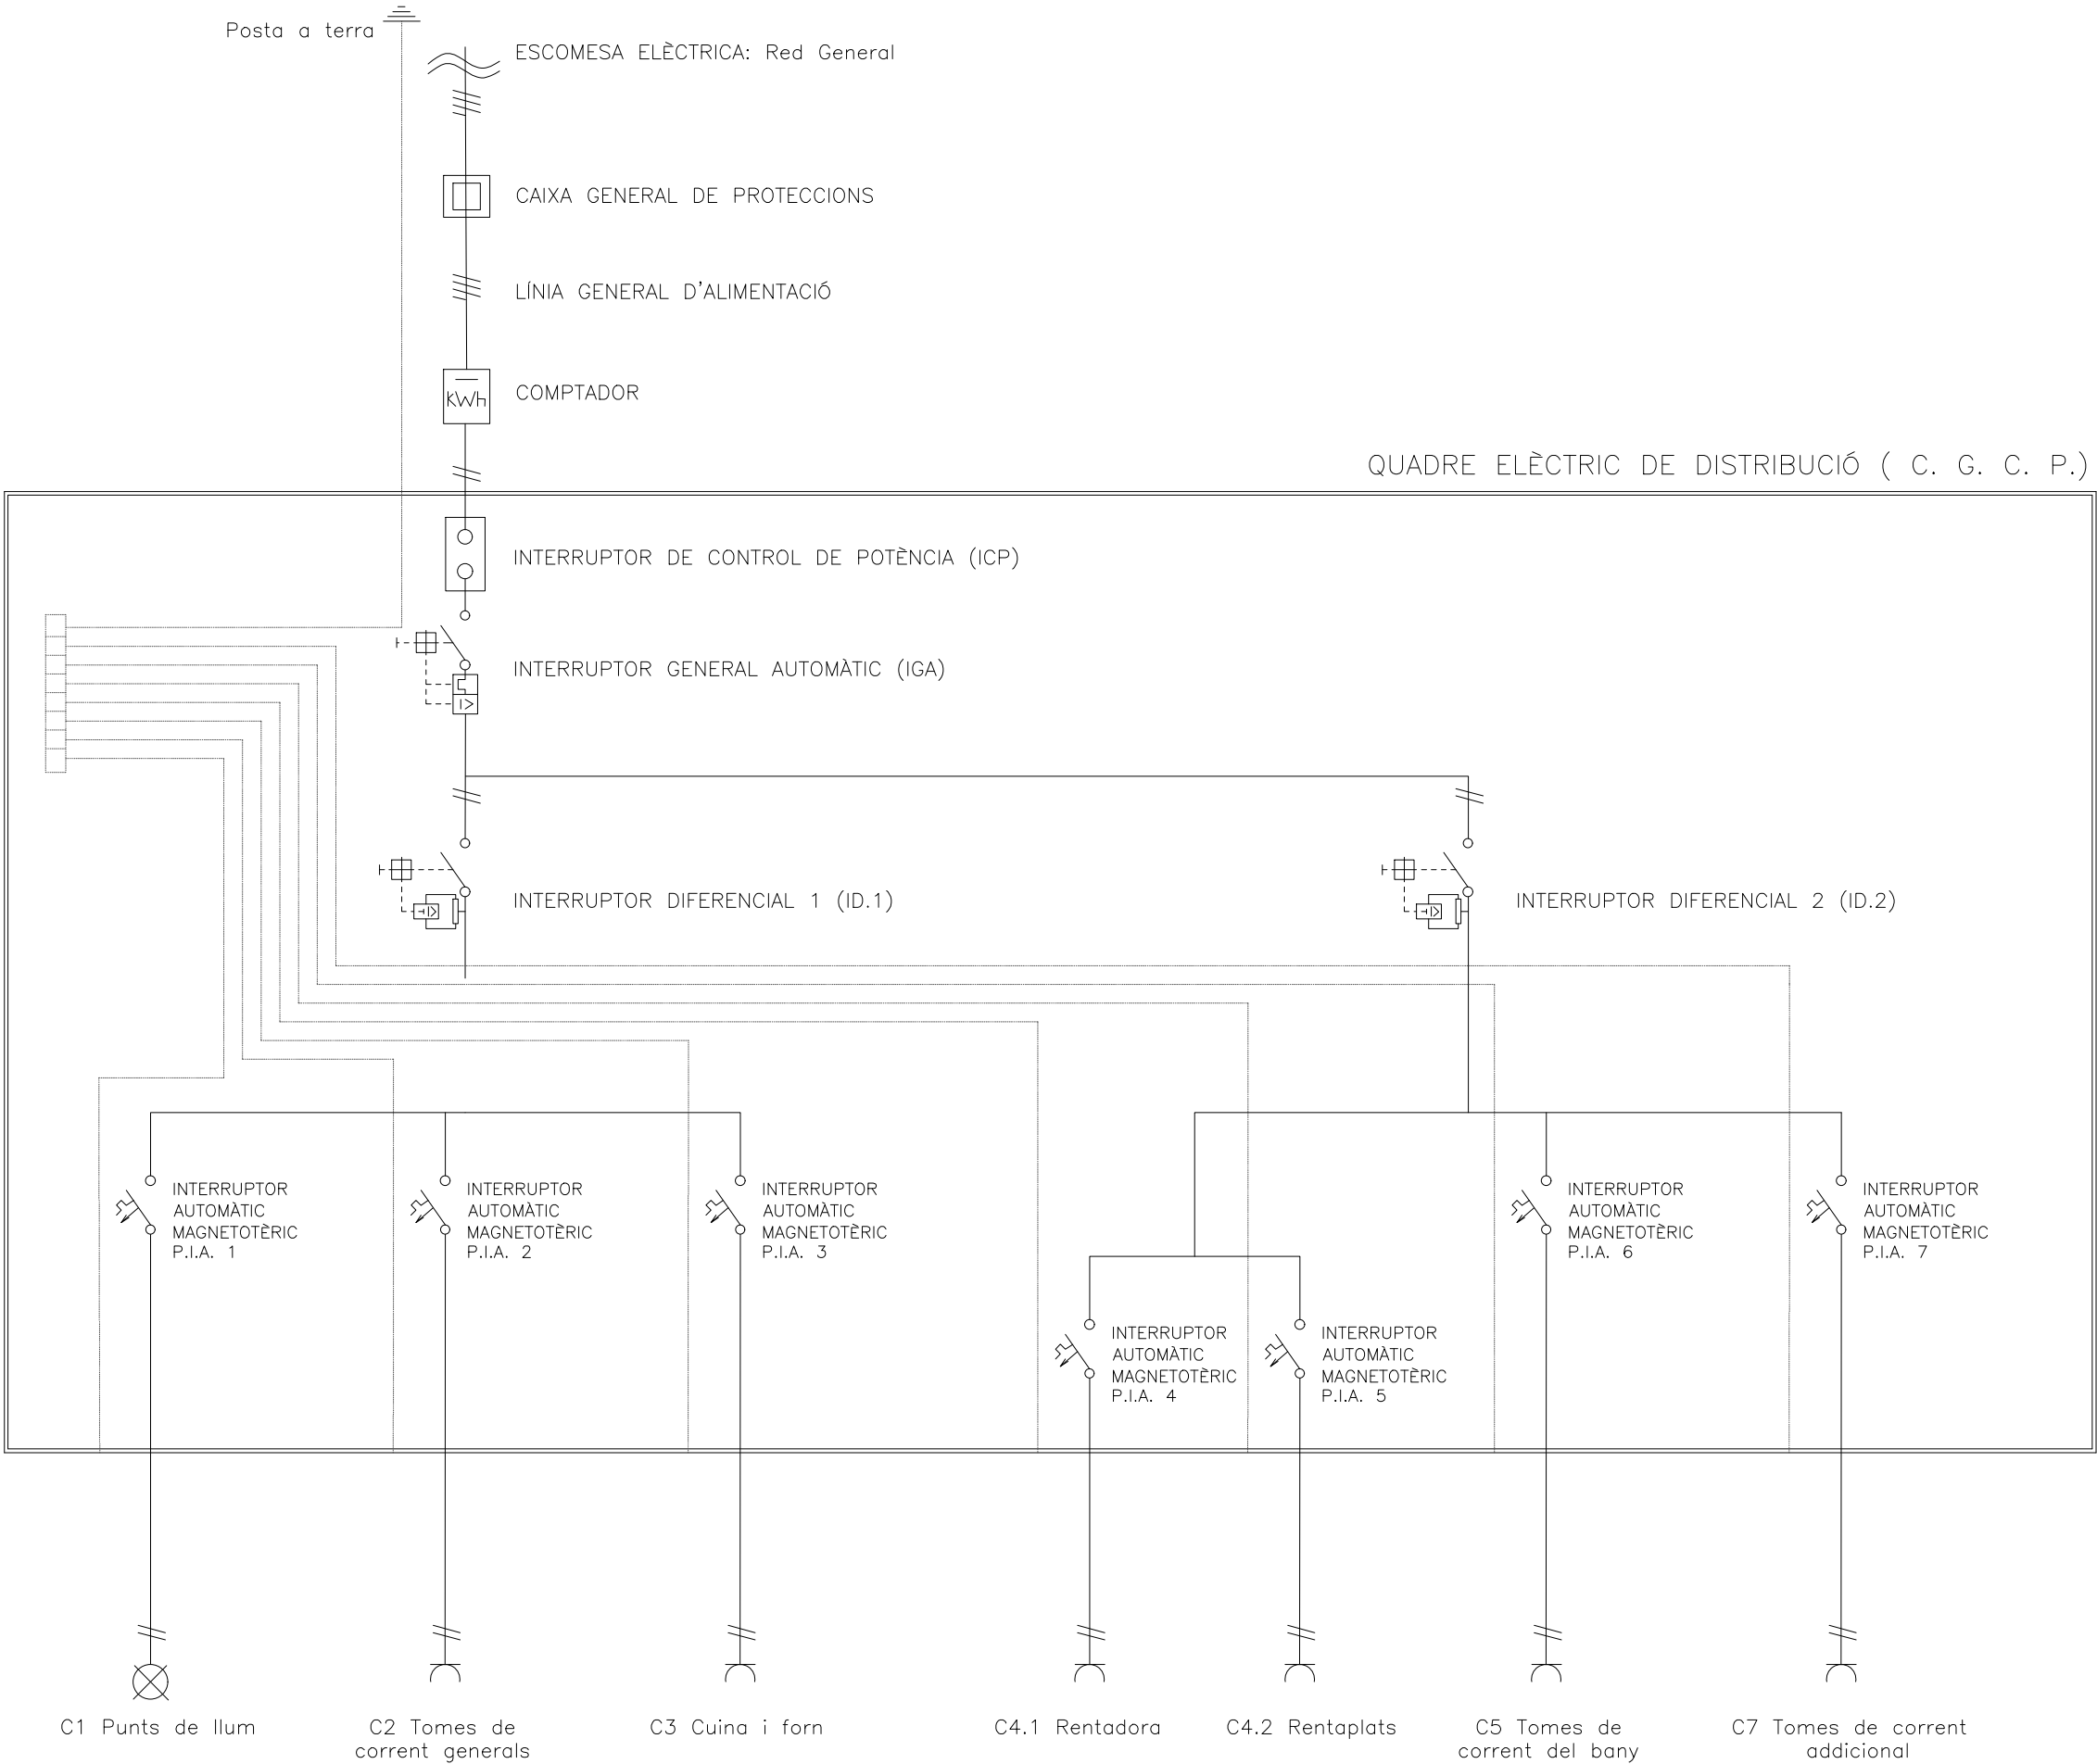 Posta a terra
ESCOMESA ELÈCTRICA: Red General
CAIXA GENERAL DE PROTECCIONS
LÍNIA GENERAL D'ALIMENTACIÓ
kWh
COMPTADOR
QUADRE ELÈCTRIC DE DISTRIBUCIÓ ( C. G. C. P.)
INTERRUPTOR DE CONTROL DE POTÈNCIA (ICP)
INTERRUPTOR GENERAL AUTOMÀTIC (IGA)
I>
INTERRUPTOR DIFERENCIAL 1 (ID.1)
I>
INTERRUPTOR DIFERENCIAL 2 (ID.2)
I>
INTERRUPTOR
AUTOMÀTIC
MAGNETOTÈRIC
P.I.A. 1
INTERRUPTOR
AUTOMÀTIC
MAGNETOTÈRIC
P.I.A. 2
INTERRUPTOR
AUTOMÀTIC
MAGNETOTÈRIC
P.I.A. 3
INTERRUPTOR
AUTOMÀTIC
MAGNETOTÈRIC
P.I.A. 4
INTERRUPTOR
AUTOMÀTIC
MAGNETOTÈRIC
P.I.A. 5
INTERRUPTOR
AUTOMÀTIC
MAGNETOTÈRIC
P.I.A. 6
INTERRUPTOR
AUTOMÀTIC
MAGNETOTÈRIC
P.I.A. 7
C1 Punts de llum
C2 Tomes de
corrent generals
C3 Cuina i forn
C4.1 Rentadora
C4.2 Rentaplats
C5 Tomes de
corrent del bany
C7 Tomes de corrent
addicional